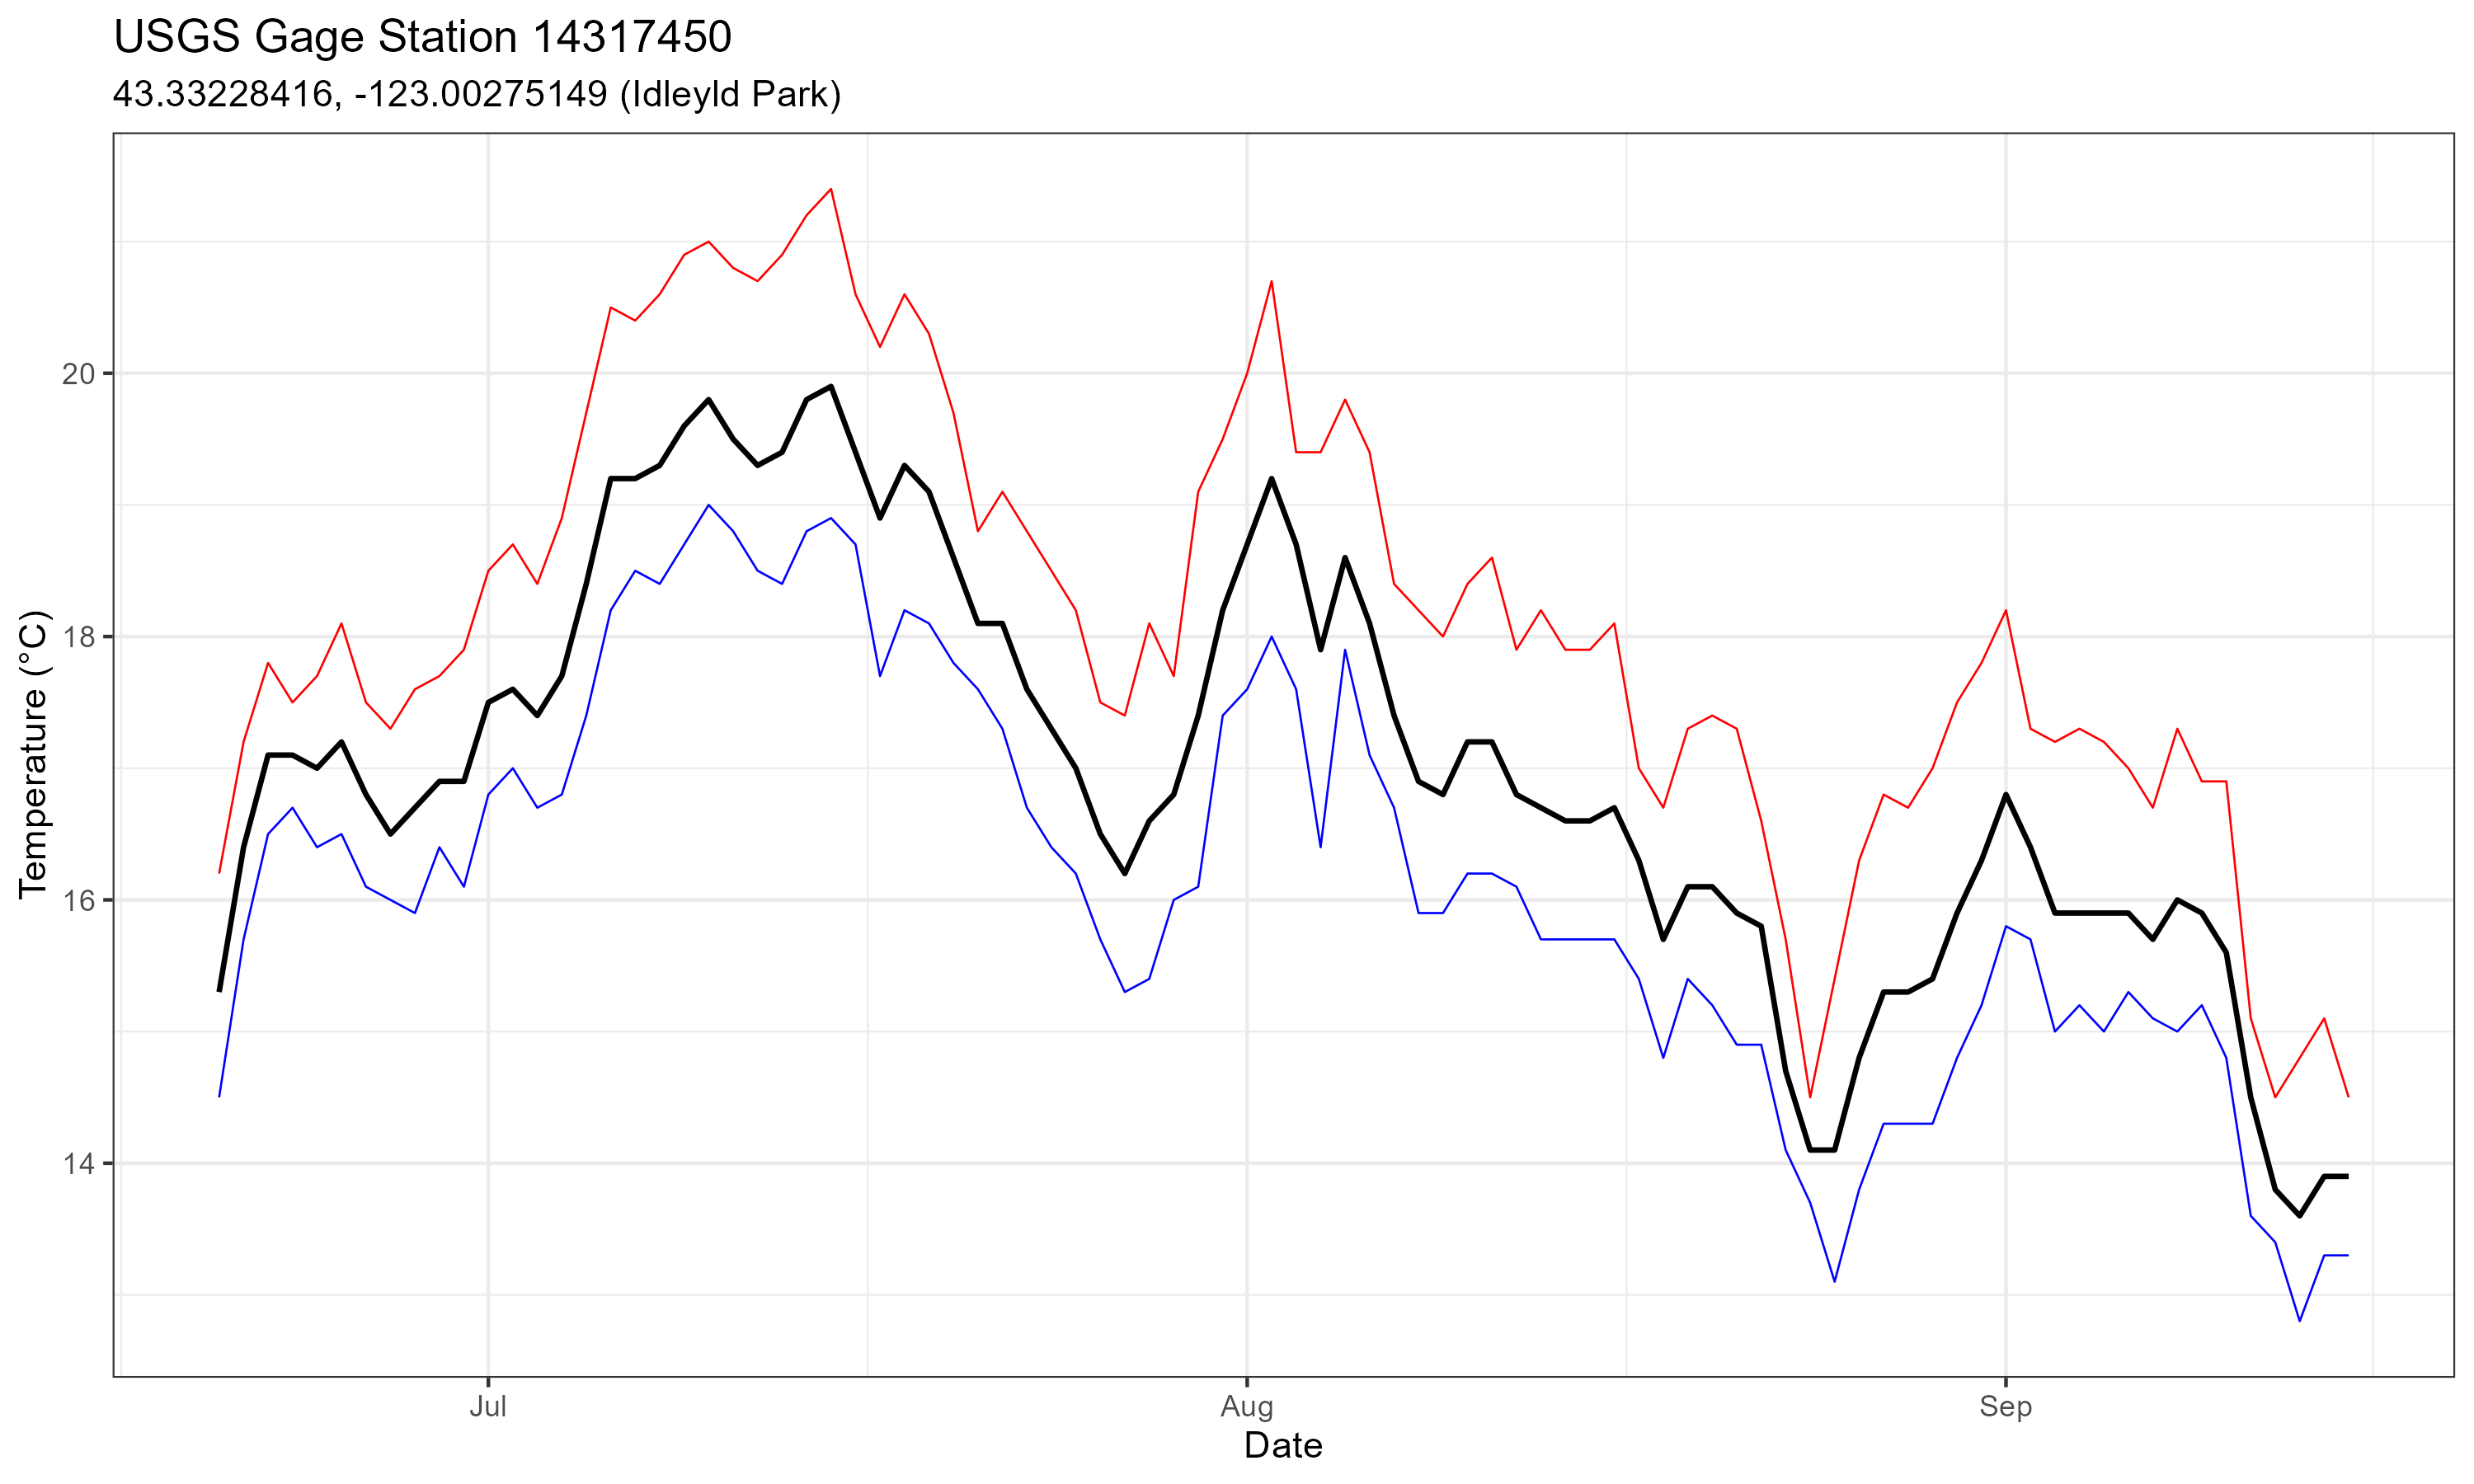 USGS Gage Station 14317450
43.33228416, -123.00275149 (Idleyld Park)
Temperature (°C)
20
18
16
14
Jul
Aug
Sep
Date